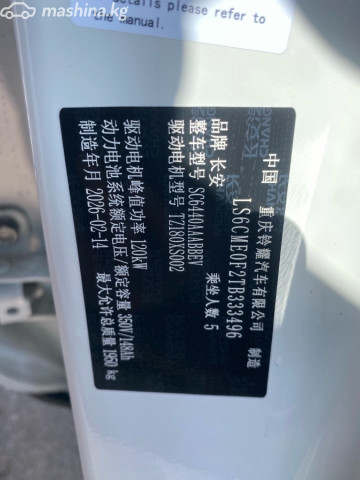 mashina.kg
details please refer to
the manual.
中国 重庆铃耀汽车有限公司 制造
LS6CME0F2TB333496
品牌 长安 乘坐人数 5
整车型号 SC6440AAABBEV
驱动电机型号 TZ180XS002
驱动电机峰值功率 120kW
动力电池系统额定电压/额定容量 350V/148Ah
制造年月 2026-02-14 最大允许总质量 1950 kg